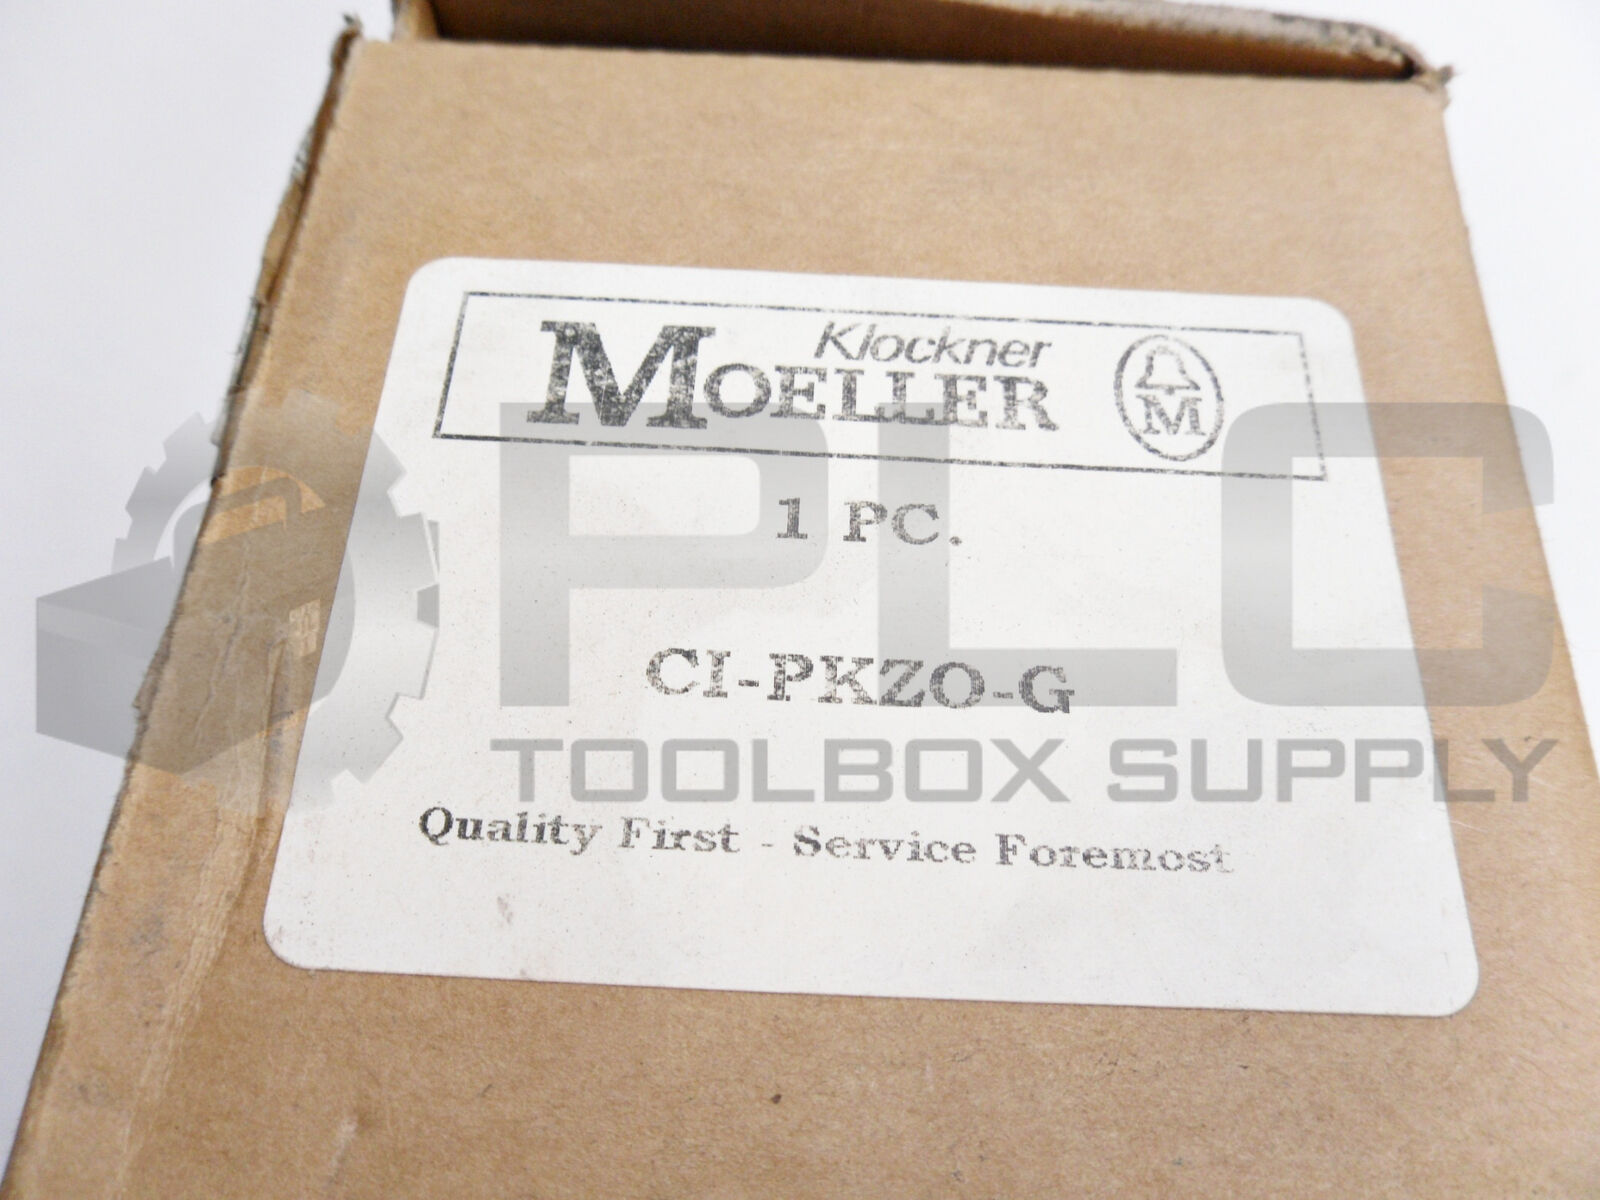 Klockner
MOELLER
M
1 PC.
CI-PKZO-G
Quality First - Service Foremost
PLC
TOOLBOX SUPPLY